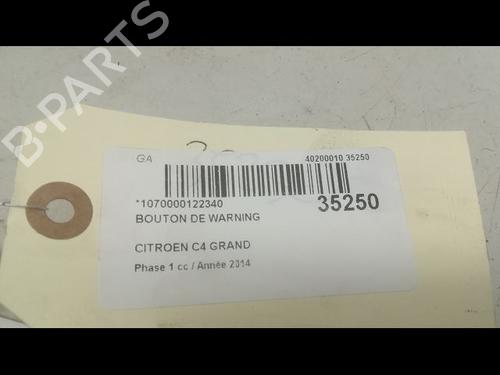 B-PARTS
GA 40200010 35250
*1070000122340 35250
BOUTON DE WARNING
CITROEN C4 GRAND
Phase 1 cc / Année 2014